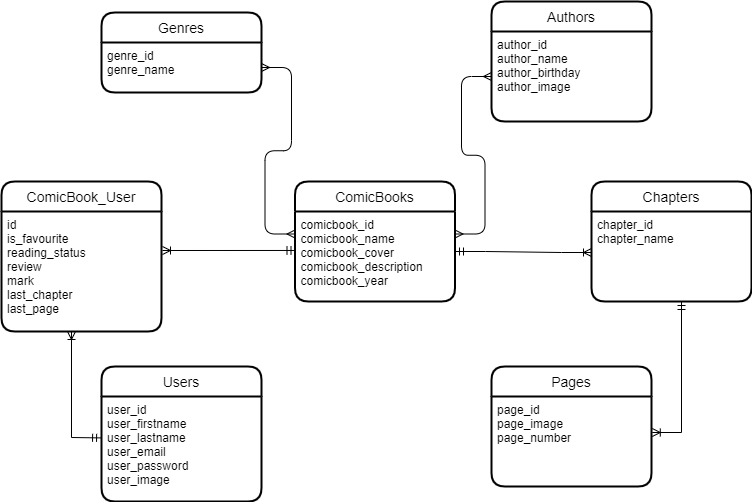 Genres
genre_id
genre_name
Authors
author_id
author_name
author_birthday
author_image
ComicBook_User
id
is_favourite
reading_status
review
mark
last_chapter
last_page
ComicBooks
comicbook_id
comicbook_name
comicbook_cover
comicbook_description
comicbook_year
Chapters
chapter_id
chapter_name
Users
user_id
user_firstname
user_lastname
user_email
user_password
user_image
Pages
page_id
page_image
page_number